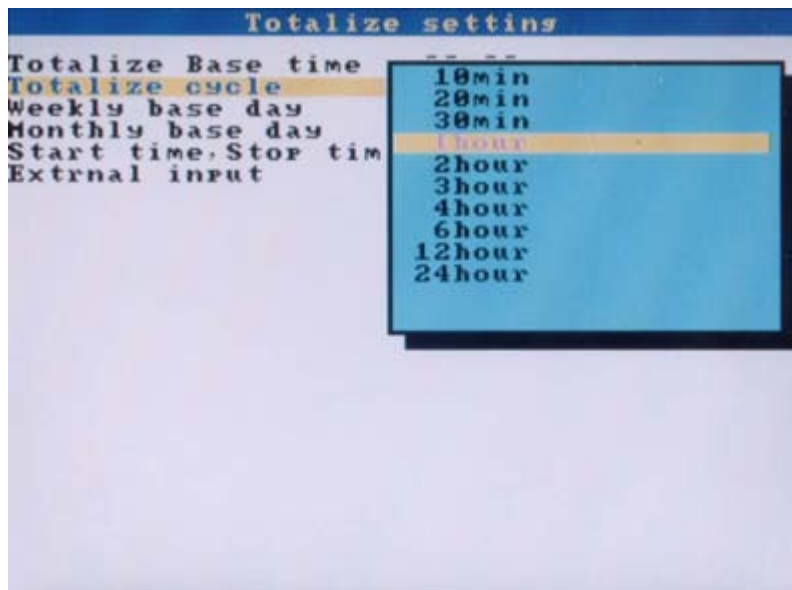 Totalize setting
Totalize Base time -- --
Totalize cycle
Weekly base day
Monthly base day
Start time,Stop tim
Extrnal input
10min
20min
30min
1hour
2hour
3hour
4hour
6hour
12hour
24hour